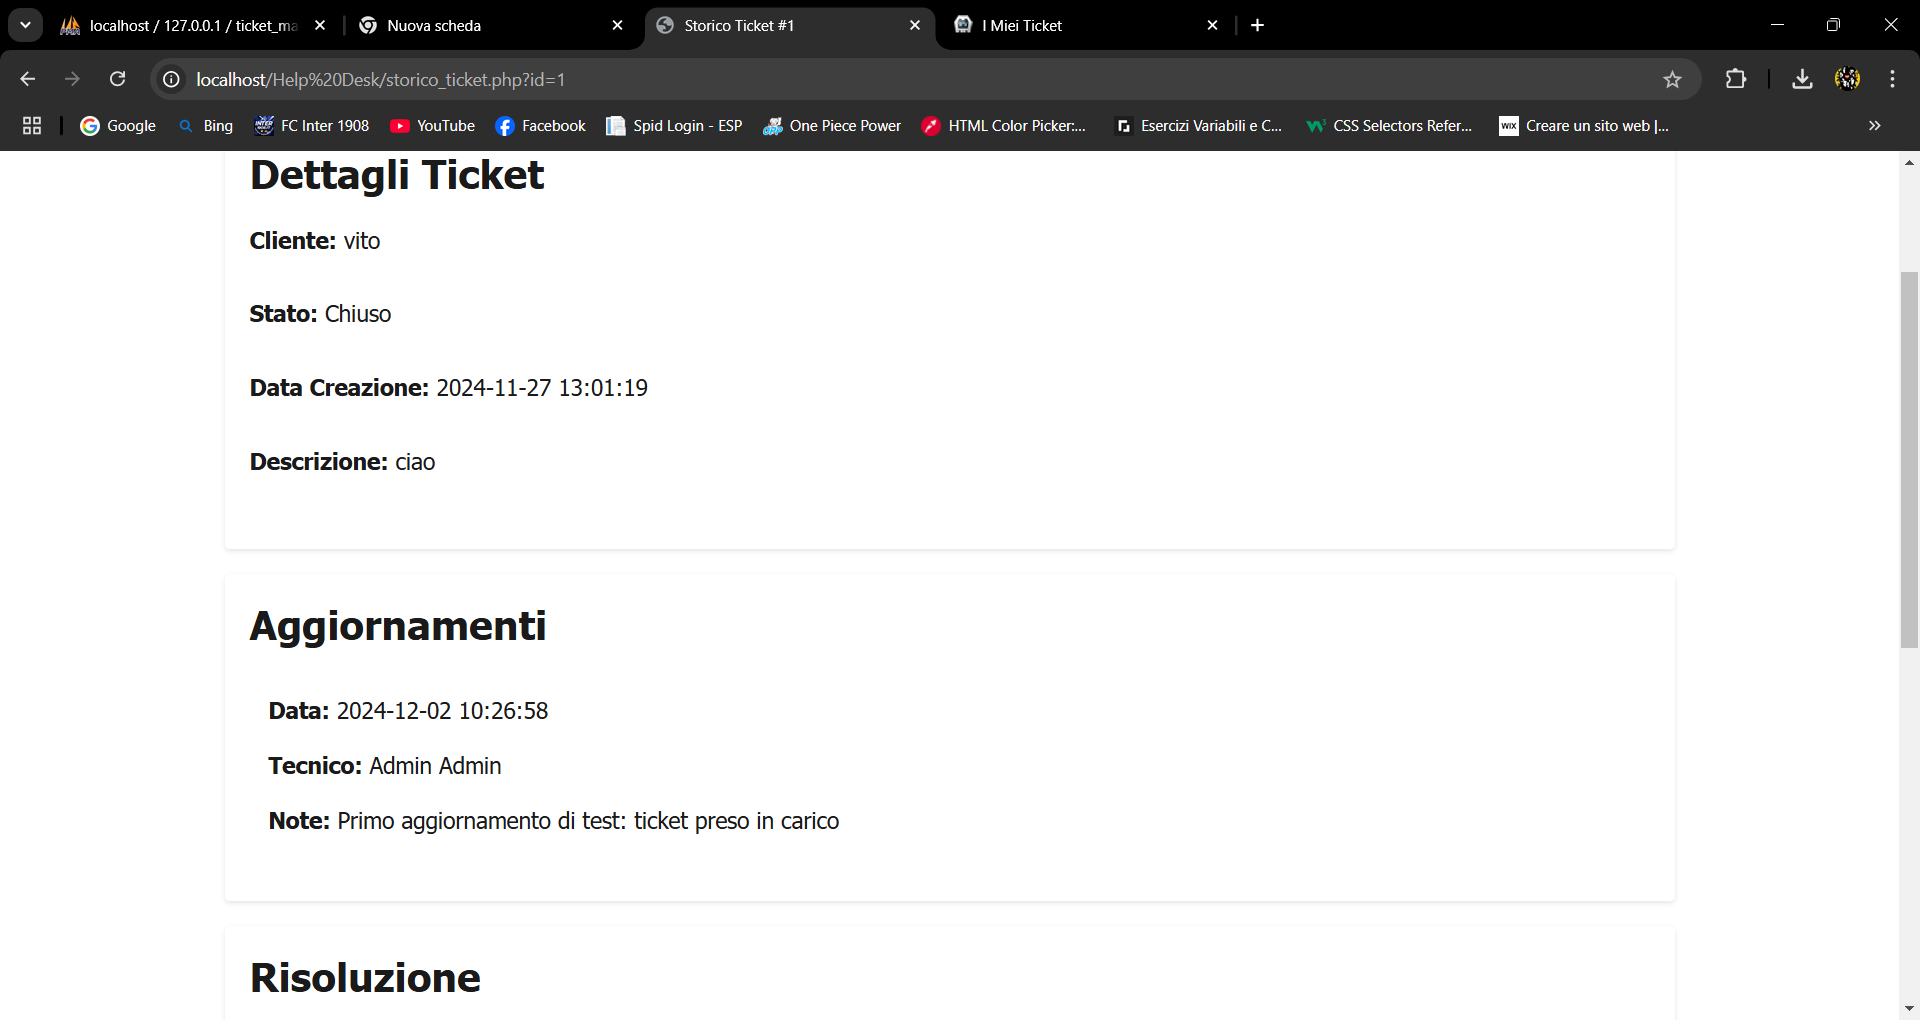 localhost / 127.0.0.1 / ticket_ma
Nuova scheda
Storico Ticket #1
I Miei Ticket
localhost/Help%20Desk/storico_ticket.php?id=1
Google
Bing
FC Inter 1908
YouTube
Facebook
Spid Login - ESP
One Piece Power
HTML Color Picker:...
Esercizi Variabili e C...
CSS Selectors Refer...
WIX
Creare un sito web |...
Dettagli Ticket
Cliente: vito
Stato: Chiuso
Data Creazione: 2024-11-27 13:01:19
Descrizione: ciao
Aggiornamenti
Data: 2024-12-02 10:26:58
Tecnico: Admin Admin
Note: Primo aggiornamento di test: ticket preso in carico
Risoluzione